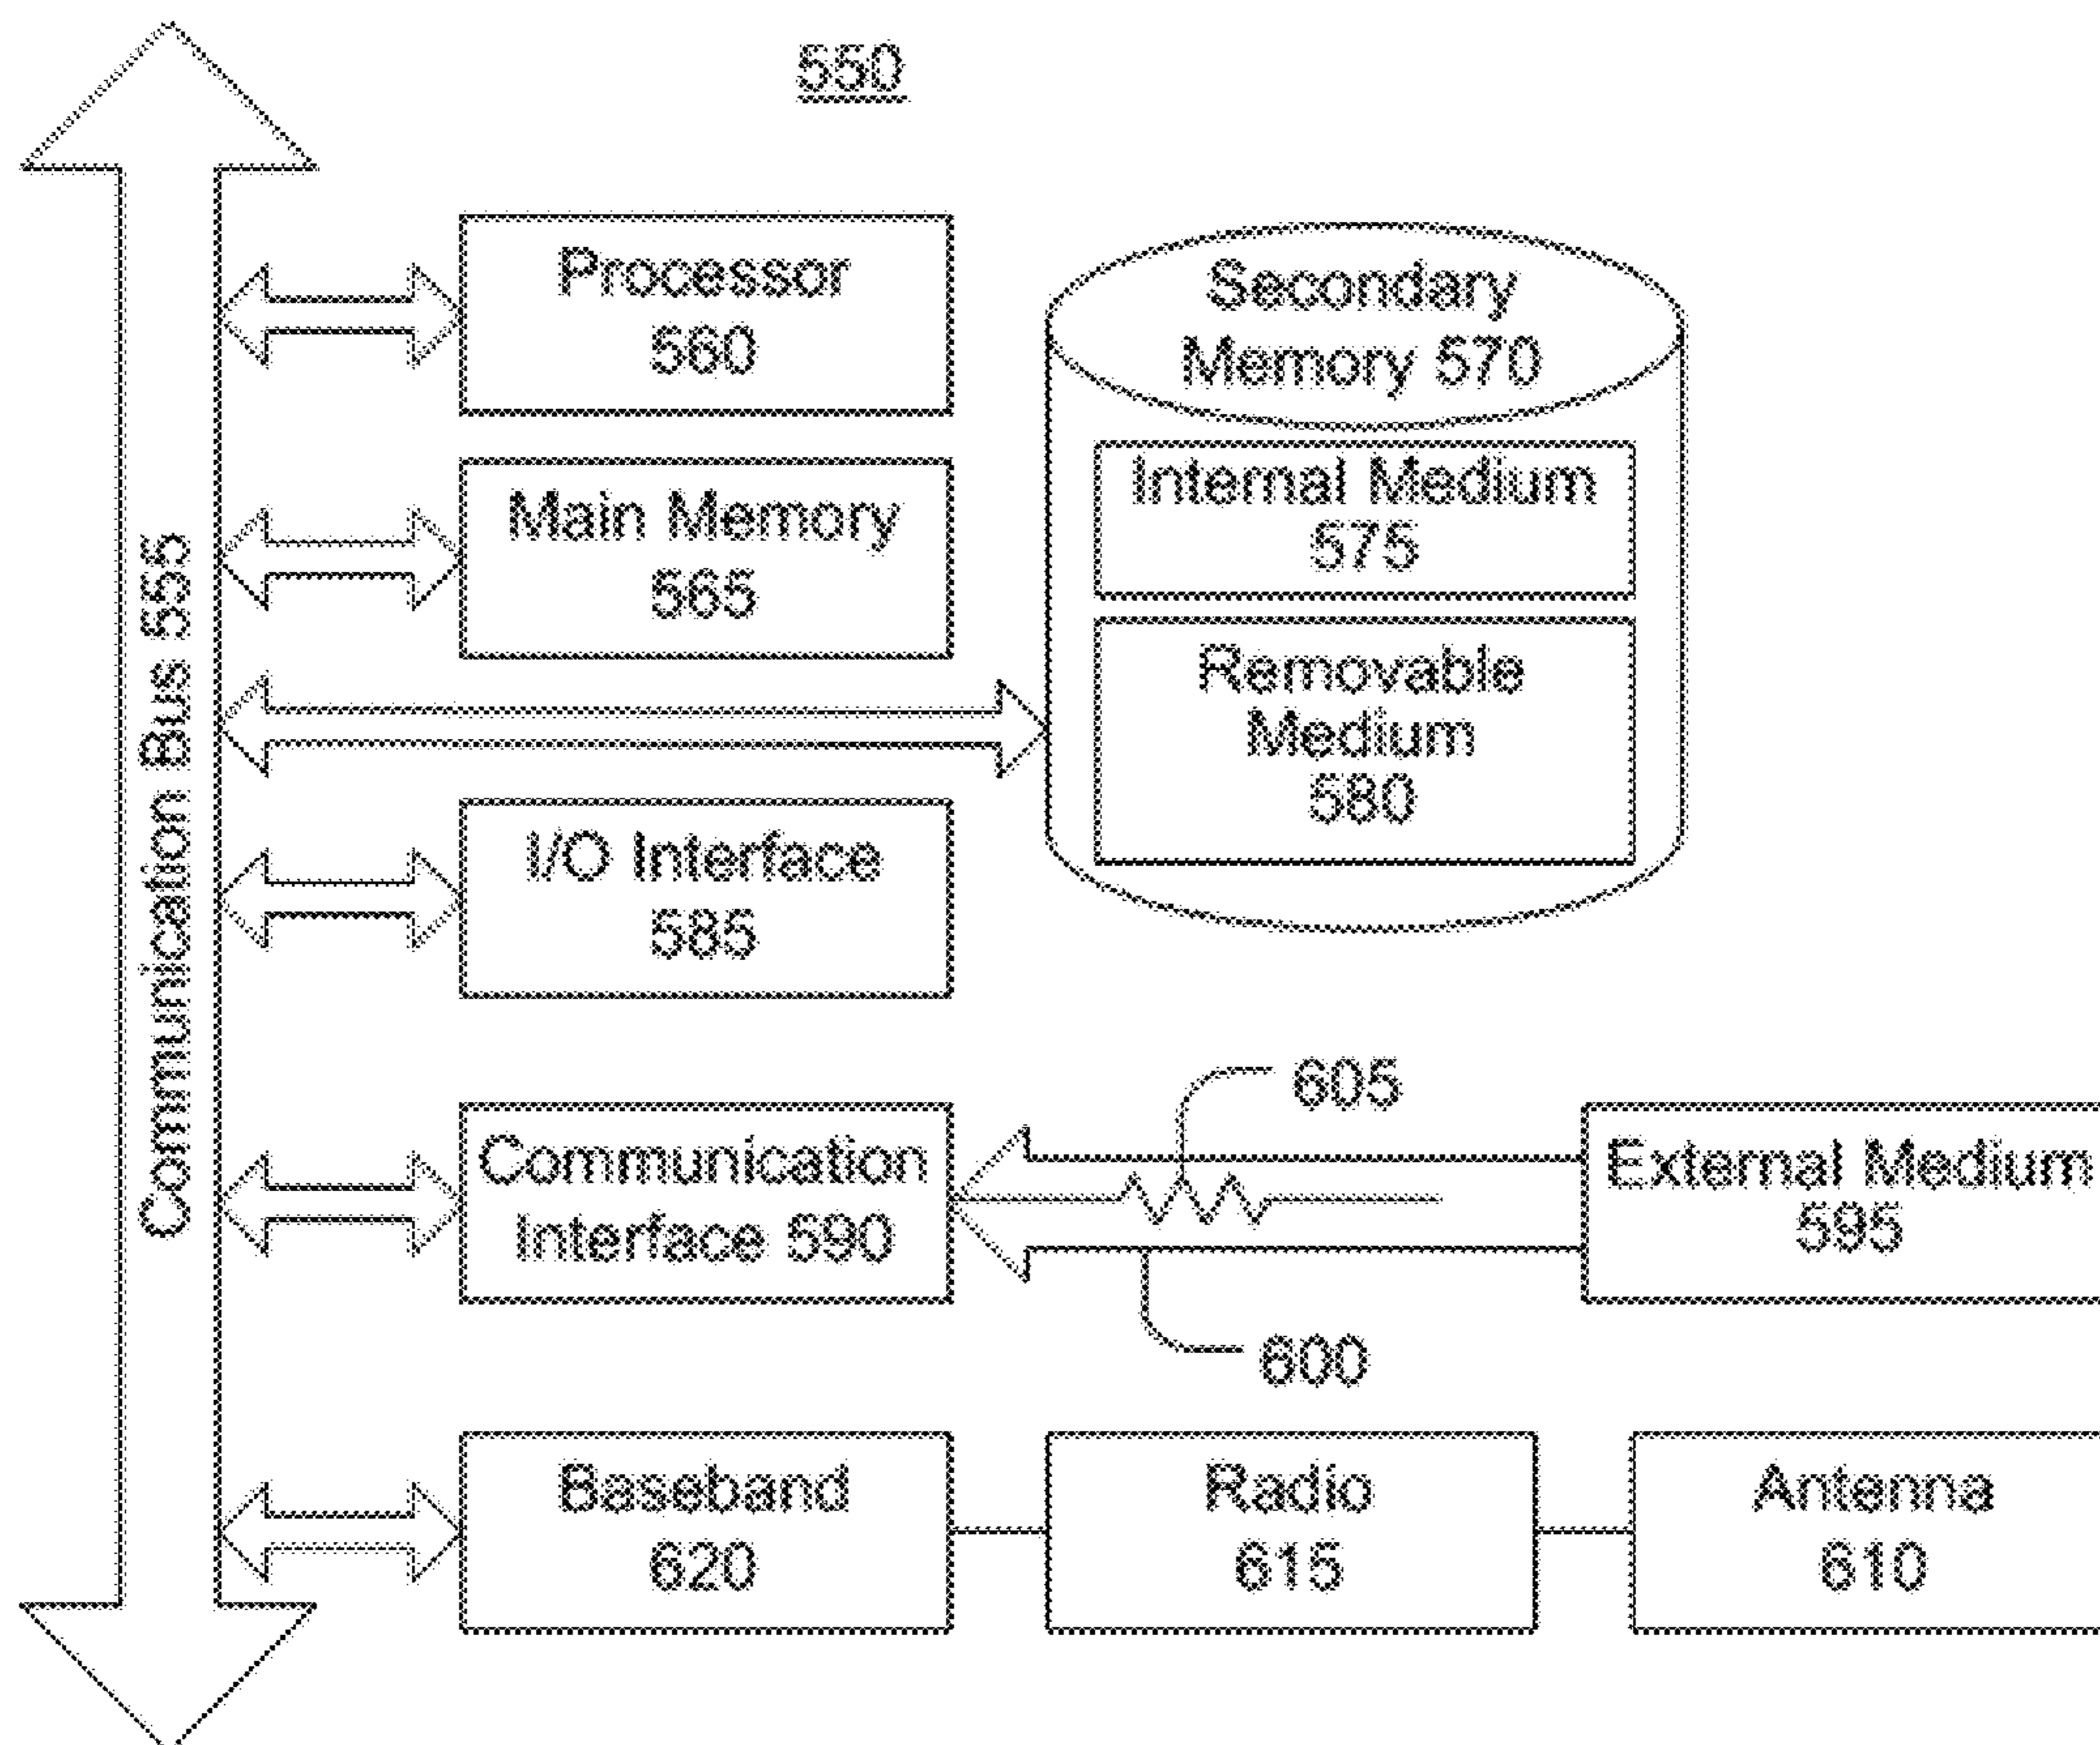 550
Communication Bus 555
Processor
560
Main Memory
565
Secondary
Memory 570
Internal Medium
575
Removable
Medium
580
I/O Interface
585
Communication
Interface 590
605
600
External Medium
595
Baseband
620
Radio
615
Antenna
610